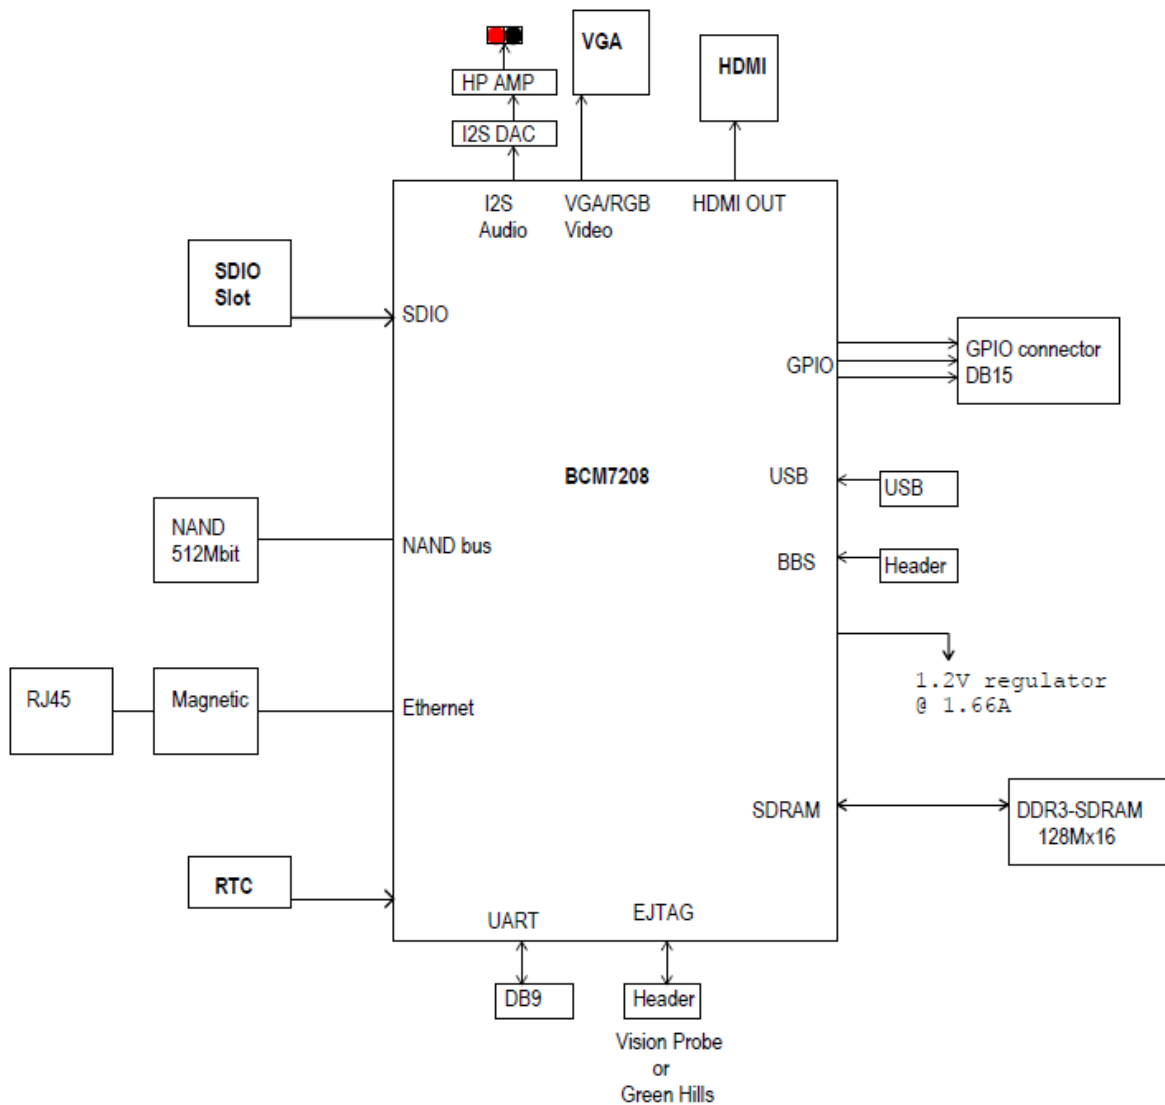 VGA
HDMI
HP AMP
I2S DAC
I2S
Audio
VGA/RGB
Video
HDMI OUT
SDIO
Slot
SDIO
GPIO
GPIO connector
DB15
BCM7208
USB
USB
NAND
512Mbit
NAND bus
BBS
Header
RJ45
Magnetic
Ethernet
1.2V regulator
@ 1.66A
SDRAM
DDR3-SDRAM
128Mx16
RTC
UART
EJTAG
DB9
Header
Vision Probe
or
Green Hills